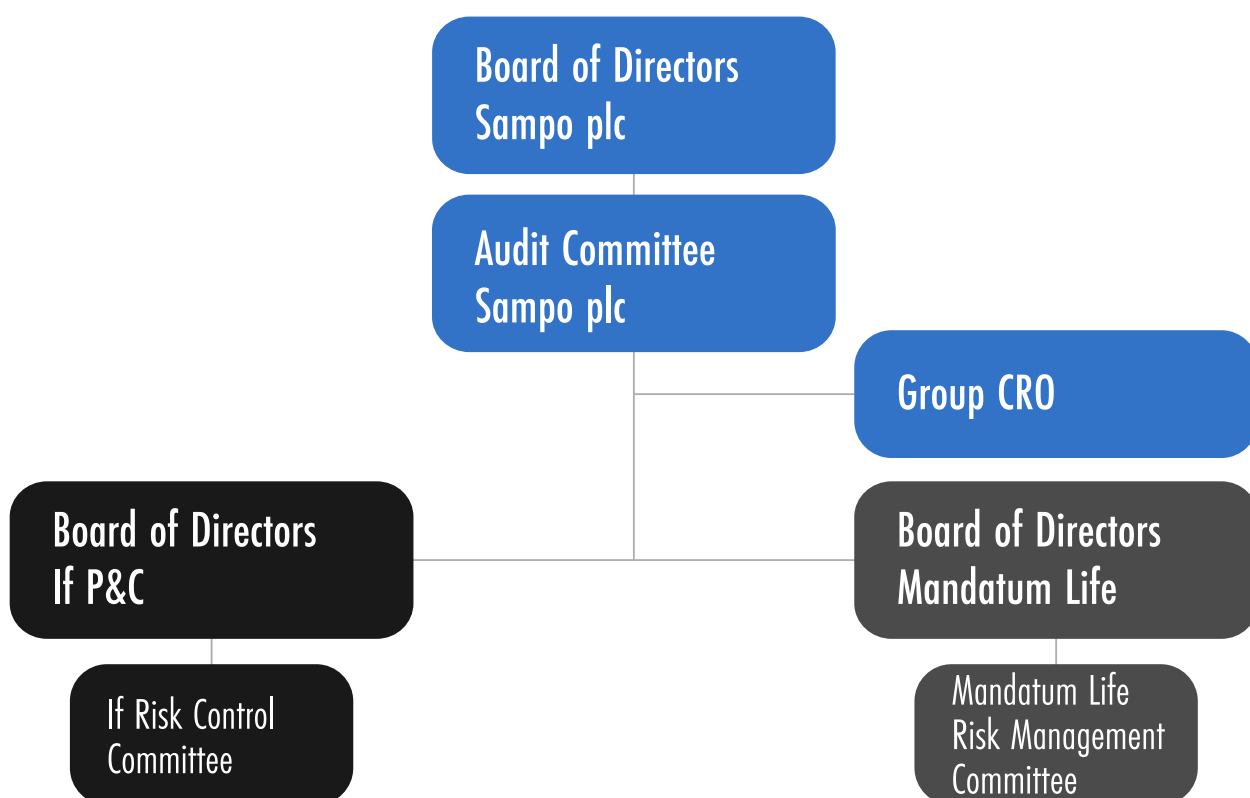 Board of Directors
Sampo plc
Audit Committee
Sampo plc
Group CRO
Board of Directors
If P&C
Board of Directors
Mandatum Life
If Risk Control
Committee
Mandatum Life
Risk Management
Committee